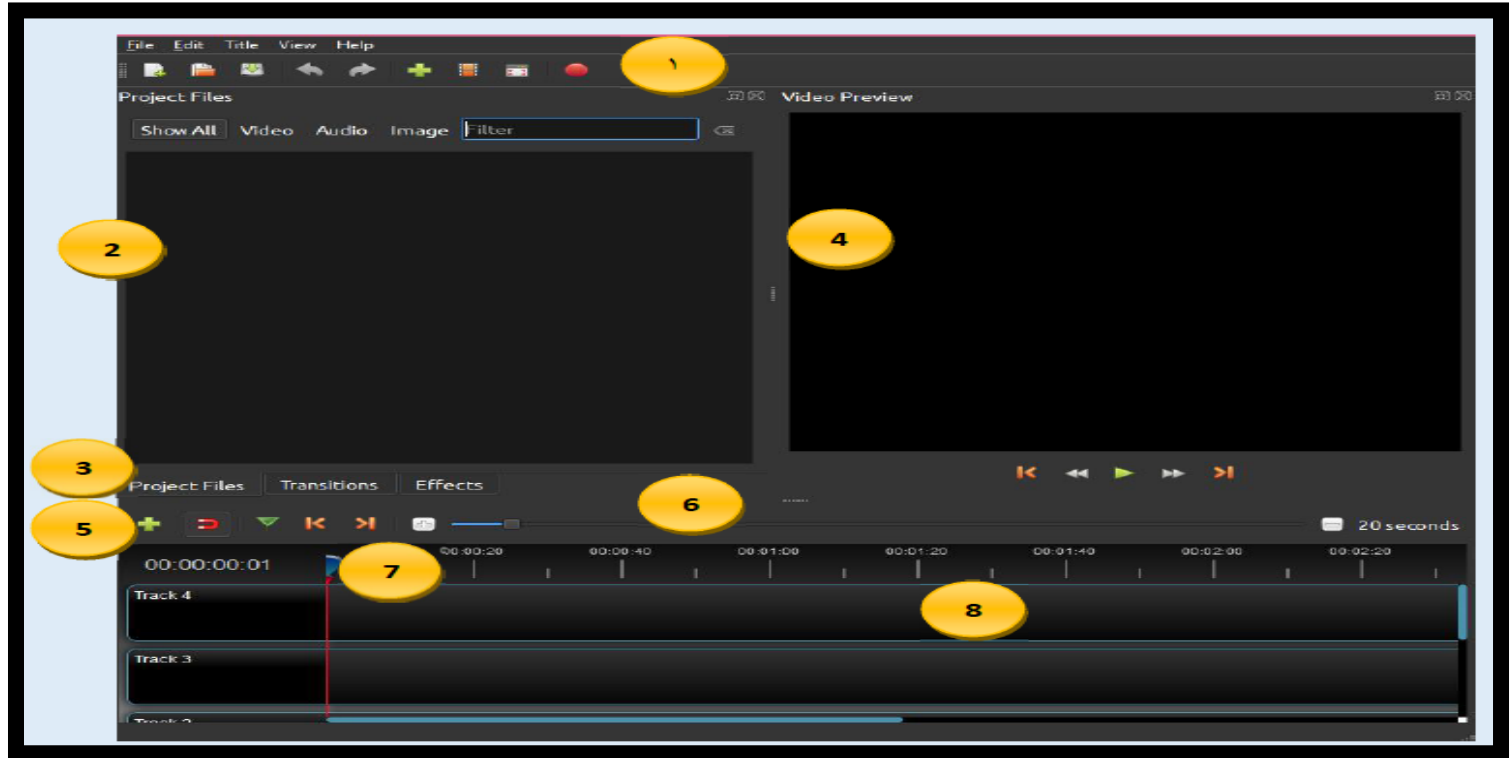 File Edit Title View Help
١
Project Files
Video Preview
Show All Video Audio Image Filter
2
4
3
Project Files Transitions Effects
6
5
20 seconds
00:00:00:01
7
00:00:20 00:00:40 00:01:00 00:01:20 00:01:40 00:02:00 00:02:20
Track 4
8
Track 3
Track 2